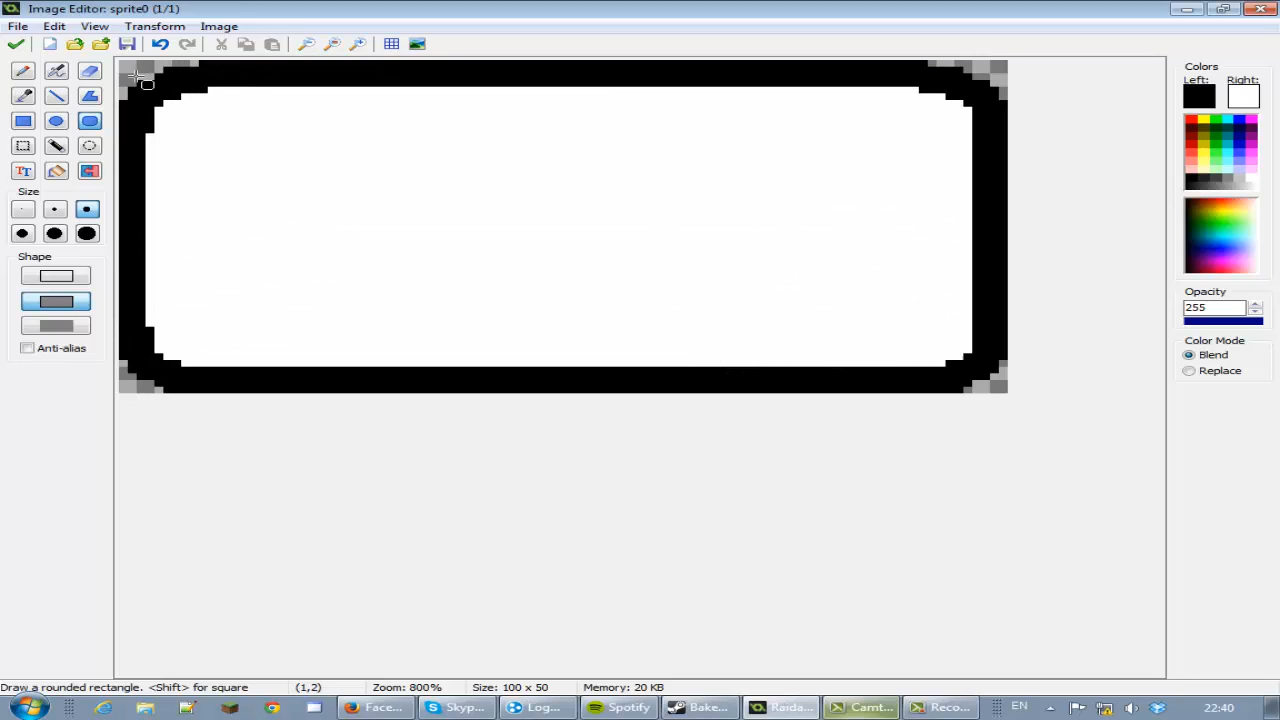 Image Editor: sprite0 (1/1)
File Edit View Transform Image
Colors
Left: Right:
TT
Size
Shape
Anti-alias
Opacity
255
Color Mode
Blend
Replace
Draw a rounded rectangle. <Shift> for square (1,2) Zoom: 800% Size: 100 x 50 Memory: 20 KB
Face... Skyp... Log... Spotify Bake... Raida... Camt... Reco... EN 22:40